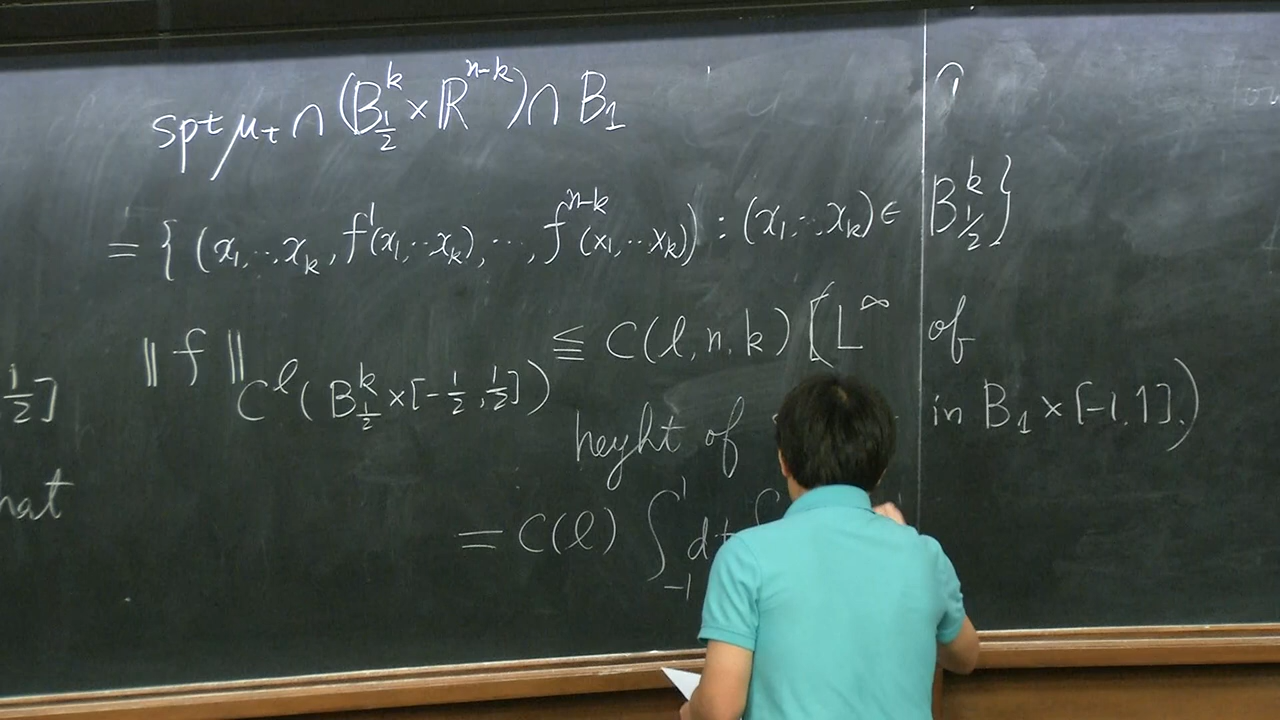 spt μ_t ∩ (B^k_{1/2} × R^{n-k}) ∩ B_1
= { (x_1, ..., x_k, f^1(x_1, ... x_k), ..., f^{n-k}(x_1, ... x_k)) : (x_1, ..., x_k) ∈ B^k_{1/2} }
1/2]
‖ f ‖_{C^l(B^k_{1/2} × [-1/2, 1/2])} ≦ C(l, n, k) (L^∞ of
heyht of in B_1 × [-1, 1].)
hat
= C(l) ∫_{-1}^{1} dt ∫